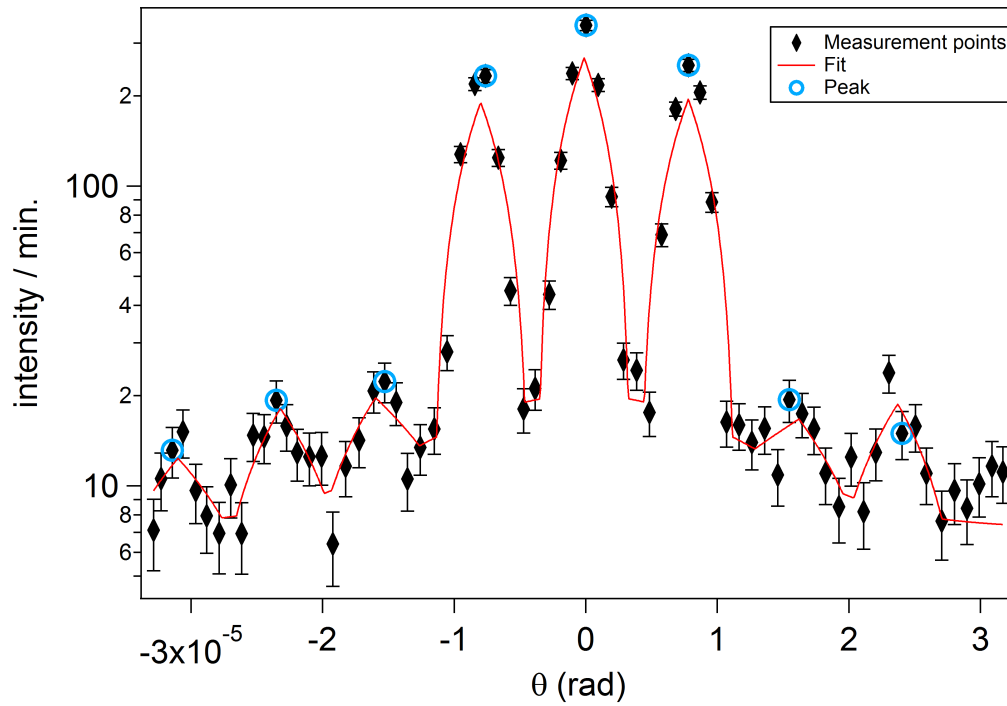 Measurement points
Fit
Peak
intensity / min.
2
100
8
6
4
2
10
8
6
-3x10⁻⁵
-2
-1
0
1
2
3
θ (rad)